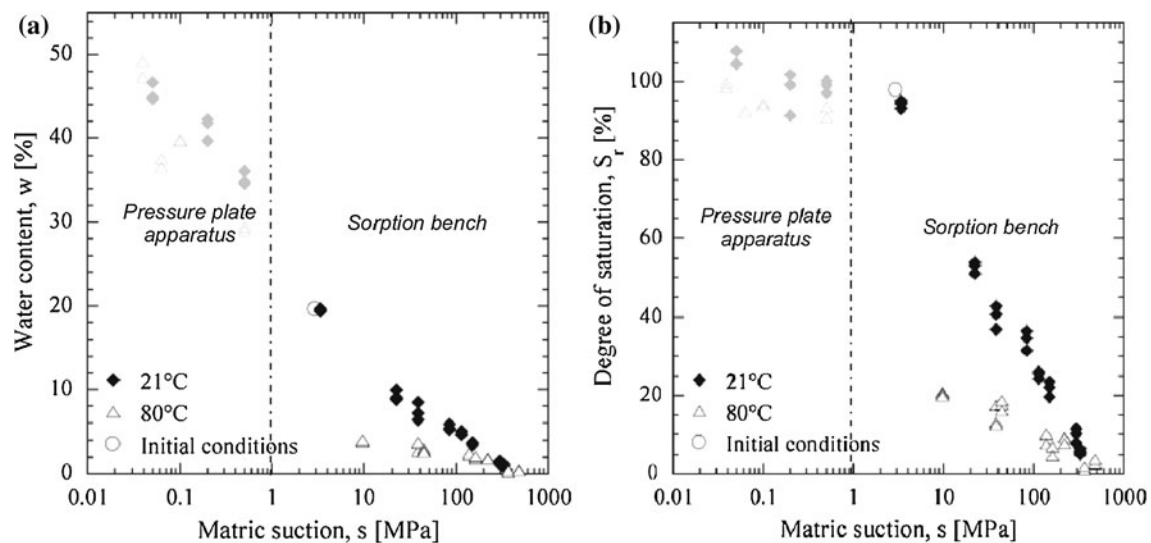 (a)
50
40
30
20
10
0
Water content, w [%]
Pressure plate
apparatus
Sorption bench
21°C
80°C
Initial conditions
0.01
0.1
1
10
100
1000
Matric suction, s [MPa]
(b)
100
80
60
40
20
0
Degree of saturation, S_r [%]
Pressure plate
apparatus
Sorption bench
21°C
80°C
Initial conditions
0.01
0.1
1
10
100
1000
Matric suction, s [MPa]